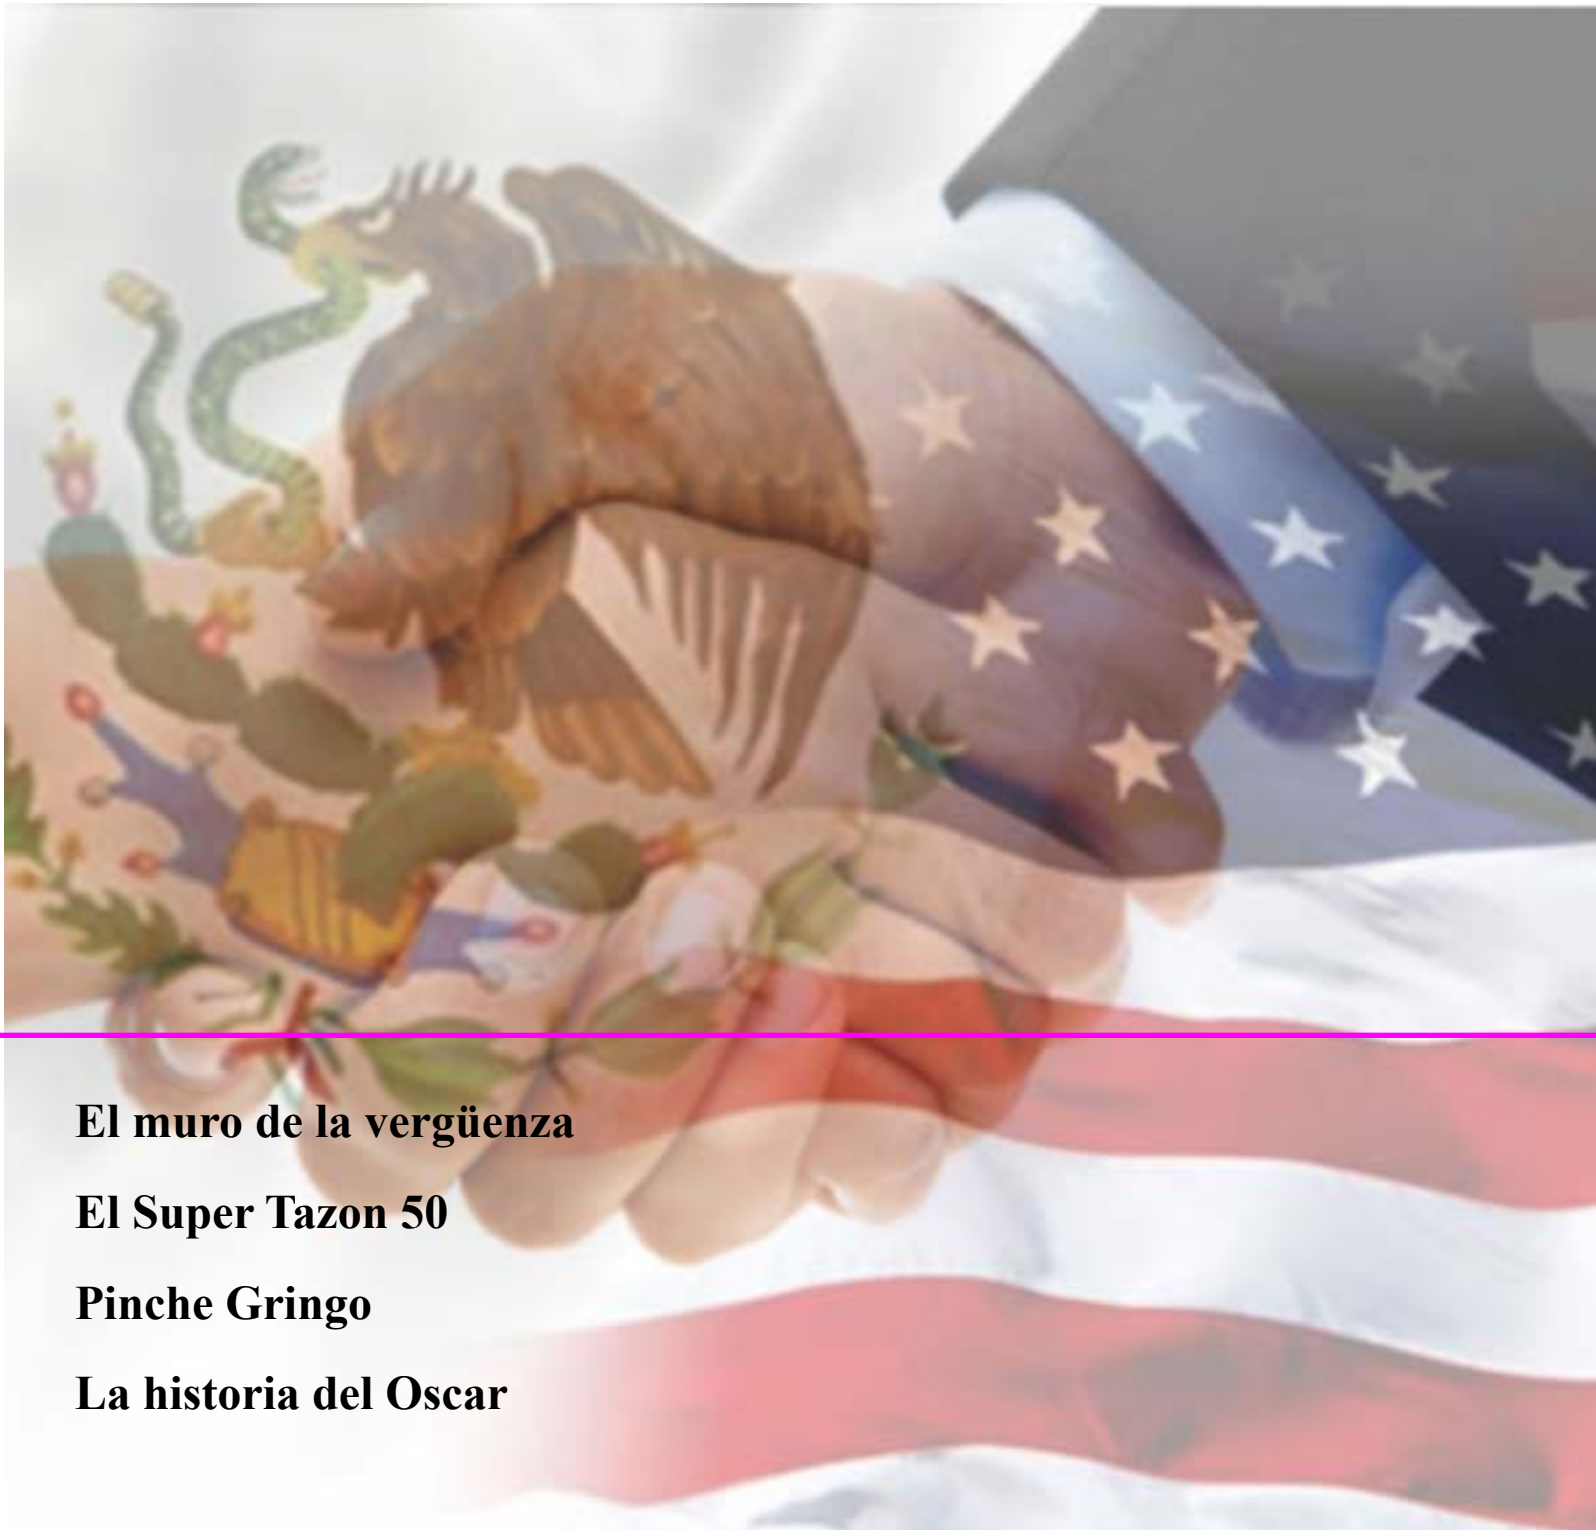 El muro de la vergüenza
El Super Tazon 50
Pinche Gringo
La historia del Oscar